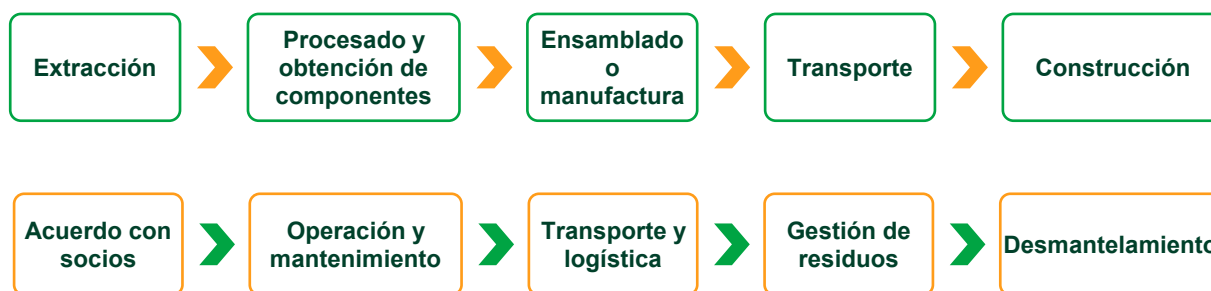 Extracción
Procesado y
obtención de
componentes
Ensamblado
o
manufactura
Transporte
Construcción
Acuerdo con
socios
Operación y
mantenimiento
Transporte y
logística
Gestión de
residuos
Desmantelamiento